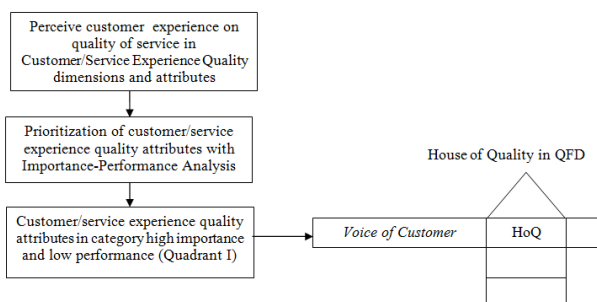 Perceive customer experience on
quality of service in
Customer/Service Experience Quality
dimensions and attributes
Prioritization of customer/service
experience quality attributes with
Importance-Performance Analysis
House of Quality in QFD
Customer/service experience quality
attributes in category high importance
and low performance (Quadrant I)
Voice of Customer
HoQ